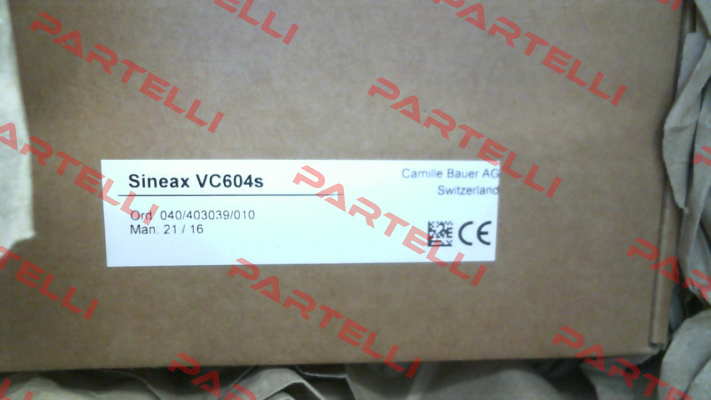 Sineax VC604s
Camille Bauer AG
Switzerland
Ord. 040/403039/010
Man. 21 / 16
CE
PARTELLI
PARTELLI
PARTELLI
PARTELLI
PARTELLI
PARTELLI
PARTELLI
PARTELLI
PARTELLI